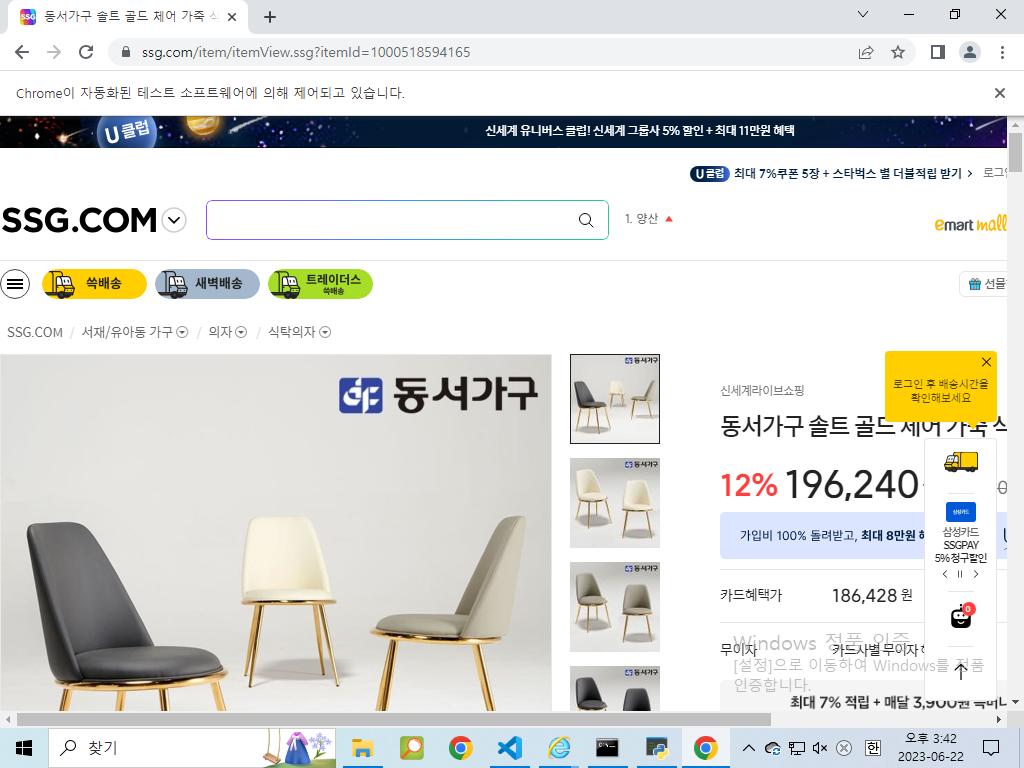 동서가구 솔트 골드 체어 가죽 식
ssg.com/item/itemView.ssg?itemId=1000518594165
Chrome이 자동화된 테스트 소프트웨어에 의해 제어되고 있습니다.
U 클럽
신세계 유니버스 클럽! 신세계 그룹사 5% 할인 + 최대 11만원 혜택
U 클럽 최대 7%쿠폰 5장 + 스타벅스 별 더블적립 받기 > 로그인
SSG.COM
1. 양산
emart mall
쓱배송
새벽배송
트레이더스
쓱배송
선물
SSG.COM / 서재/유아동 가구 / 의자 / 식탁의자
동서가구
로그인 후 배송시간을
확인해보세요
신세계라이브쇼핑
동서가구 솔트 골드 체어 가죽 식
12% 196,240
가입비 100% 돌려받고, 최대 8만원
삼성카드
삼성카드
SSGPAY
5% 청구할인
카드혜택가 186,428 원
0
무이자 카드사별 무이자
Windows 정품 인증
[설정]으로 이동하여 Windows를 정품
인증합니다.
최대 7% 적립 + 매달 3,900원
찾기
오후 3:42
2023-06-22
한